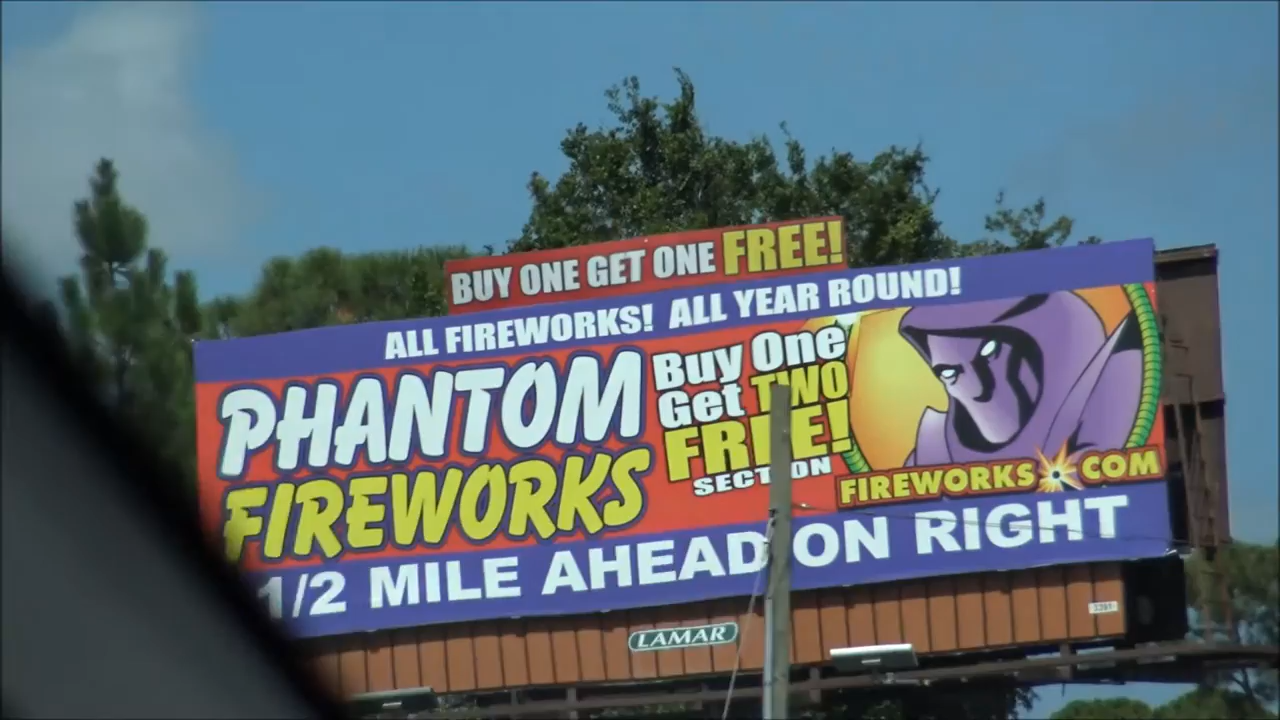 BUY ONE GET ONE FREE!
ALL FIREWORKS! ALL YEAR ROUND!
PHANTOM
FIREWORKS
Buy One
Get TWO
FREE!
SECTION
FIREWORKS COM
1/2 MILE AHEAD ON RIGHT
LAMAR